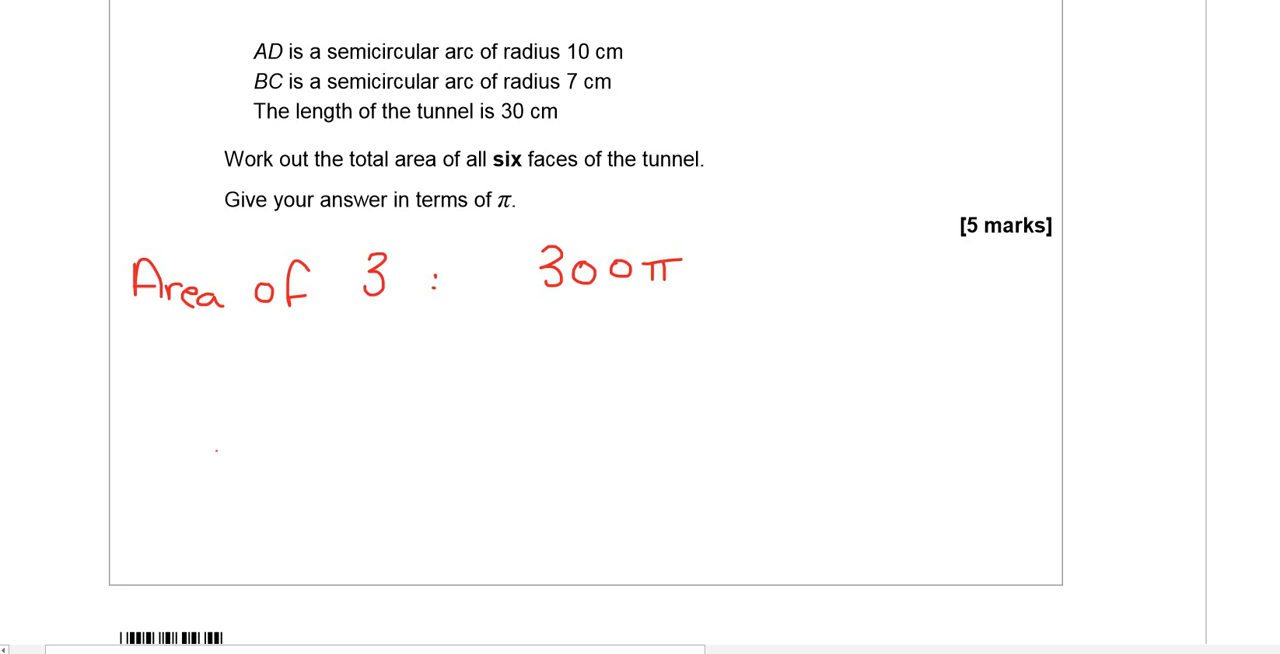 AD is a semicircular arc of radius 10 cm
BC is a semicircular arc of radius 7 cm
The length of the tunnel is 30 cm
Work out the total area of all six faces of the tunnel.
Give your answer in terms of π.
[5 marks]
Area of 3 : 300π